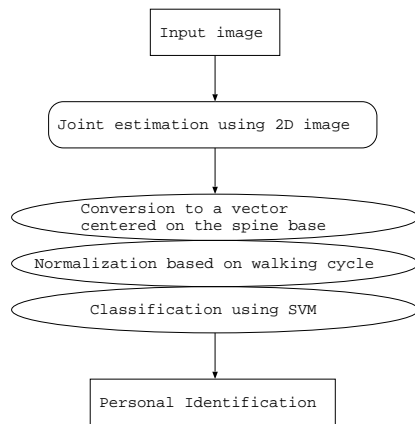 Input image
Joint estimation using 2D image
Conversion to a vector
centered on the spine base
Normalization based on walking cycle
Classification using SVM
Personal Identification